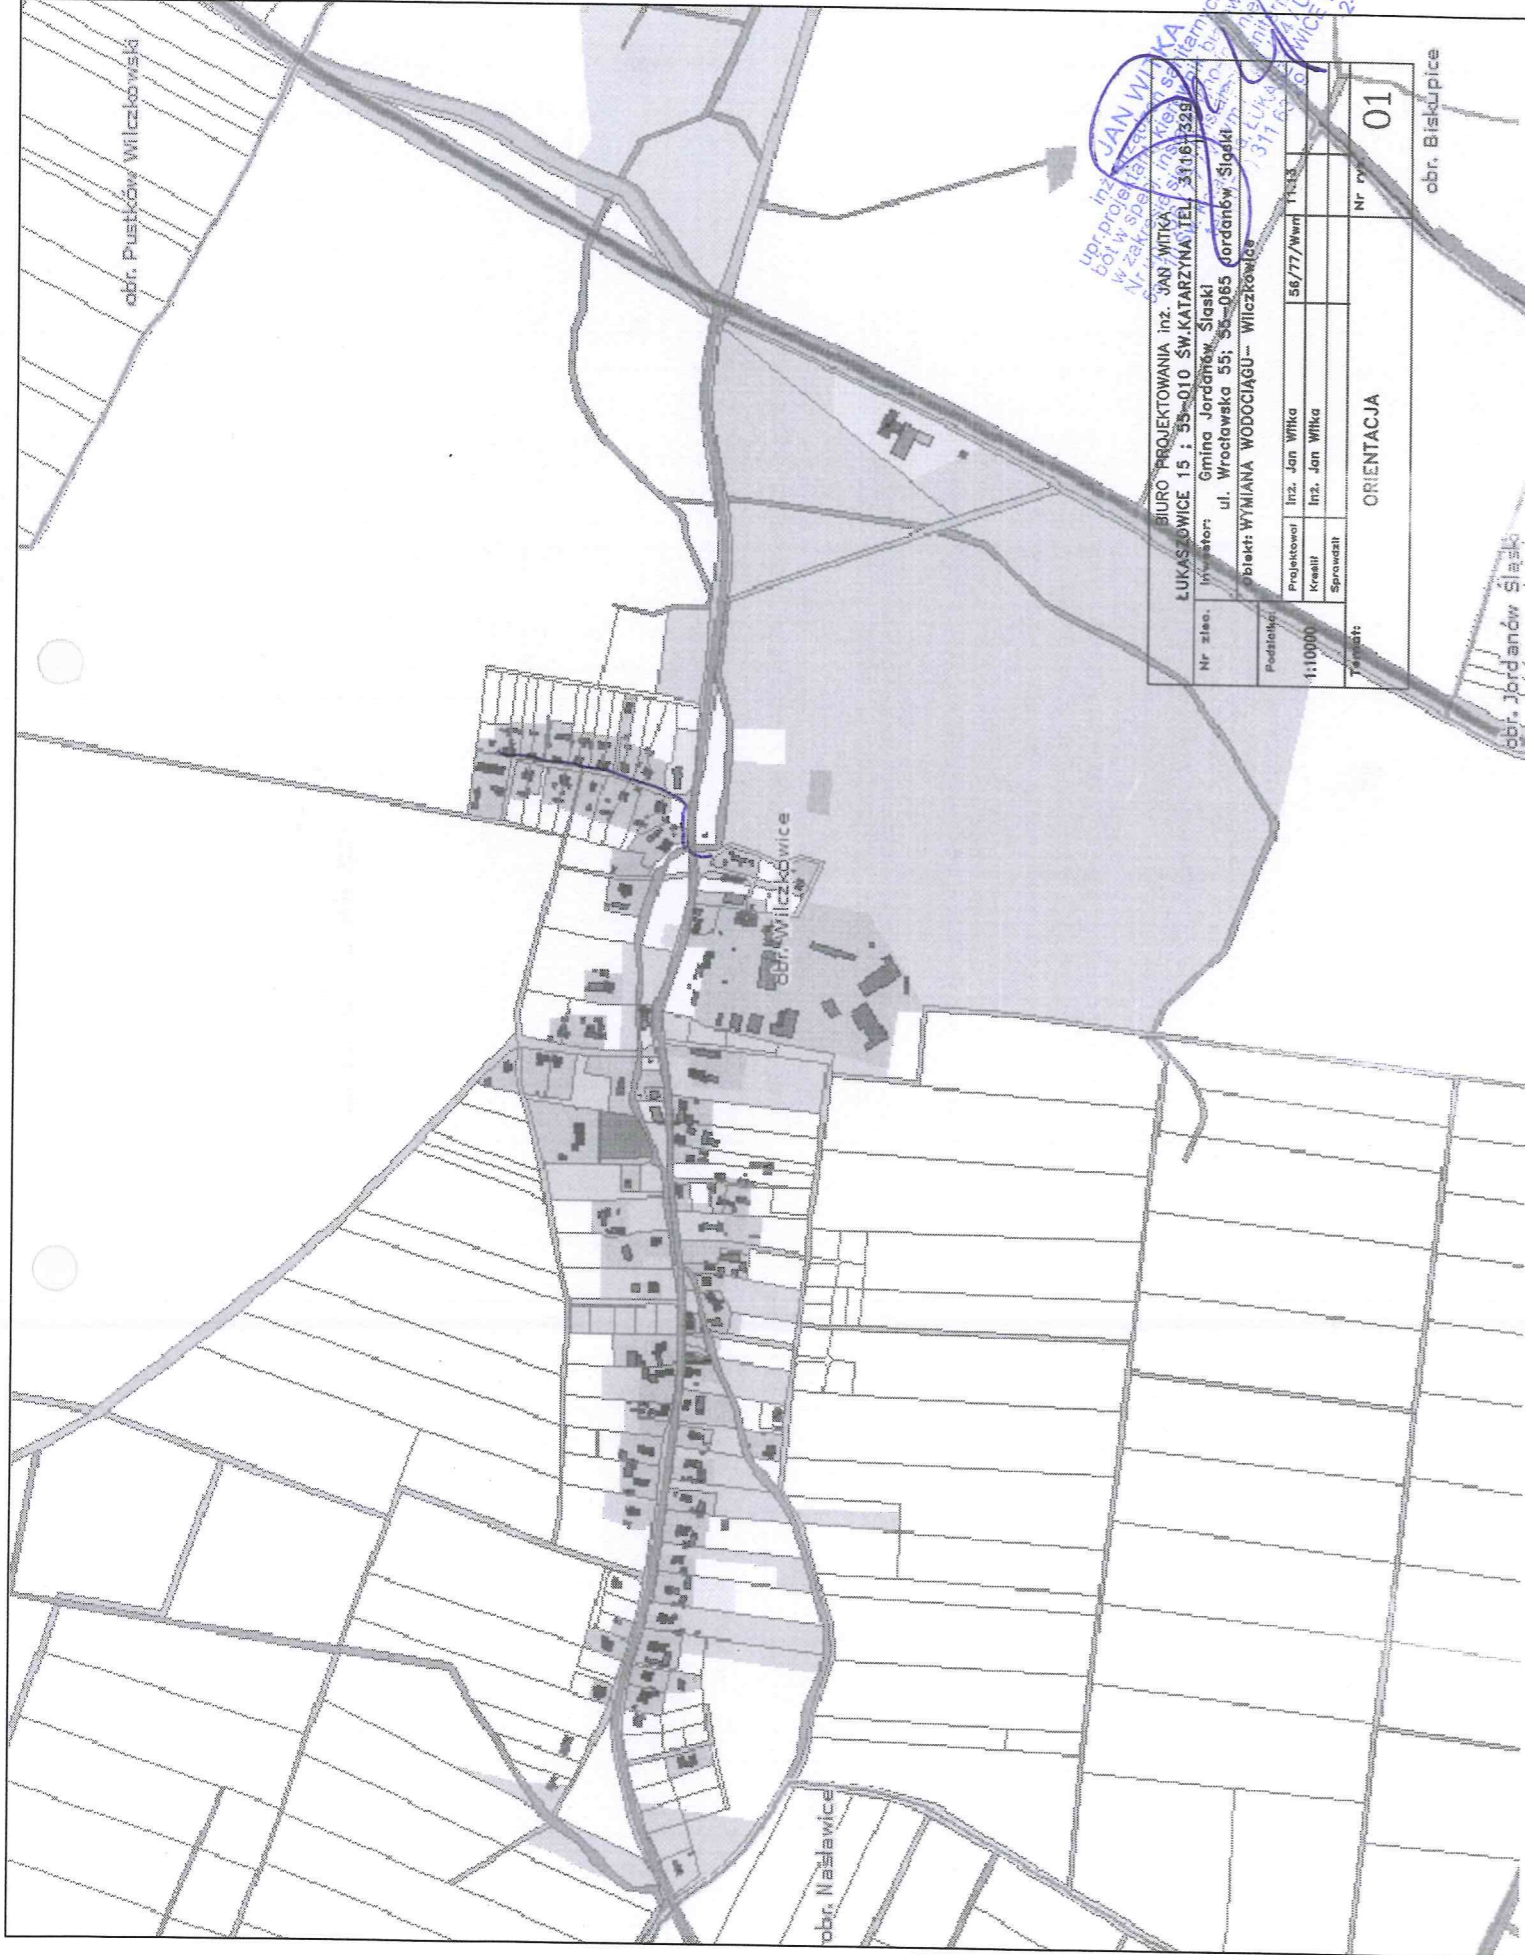 obr. Pustków Wilczkowski
obr. Wilczkowice
obr. Nasławice
obr. Biskupice
obr. Jordanów Śląski
JAN WITKA
BIURO PROJEKTOWANIA inż. JAN WITKA
ŁUKASZOWICE 15 ; 55-010 ŚW.KATARZYNA TEL. 3116-329
Nr zlec.
Inwestor: Gmina Jordanów Śląski
ul. Wrocławska 55; 55-065 Jordanów Śląski
Obiekt: WYMIANA WODOCIĄGU- Wilczkowice
Podziałka:
1:10000
Projektował inż. Jan Witka 56/77/Wwm 11.13
Kreślił inż. Jan Witka
Sprawdził
Temat:
ORIENTACJA
Nr rys.
01